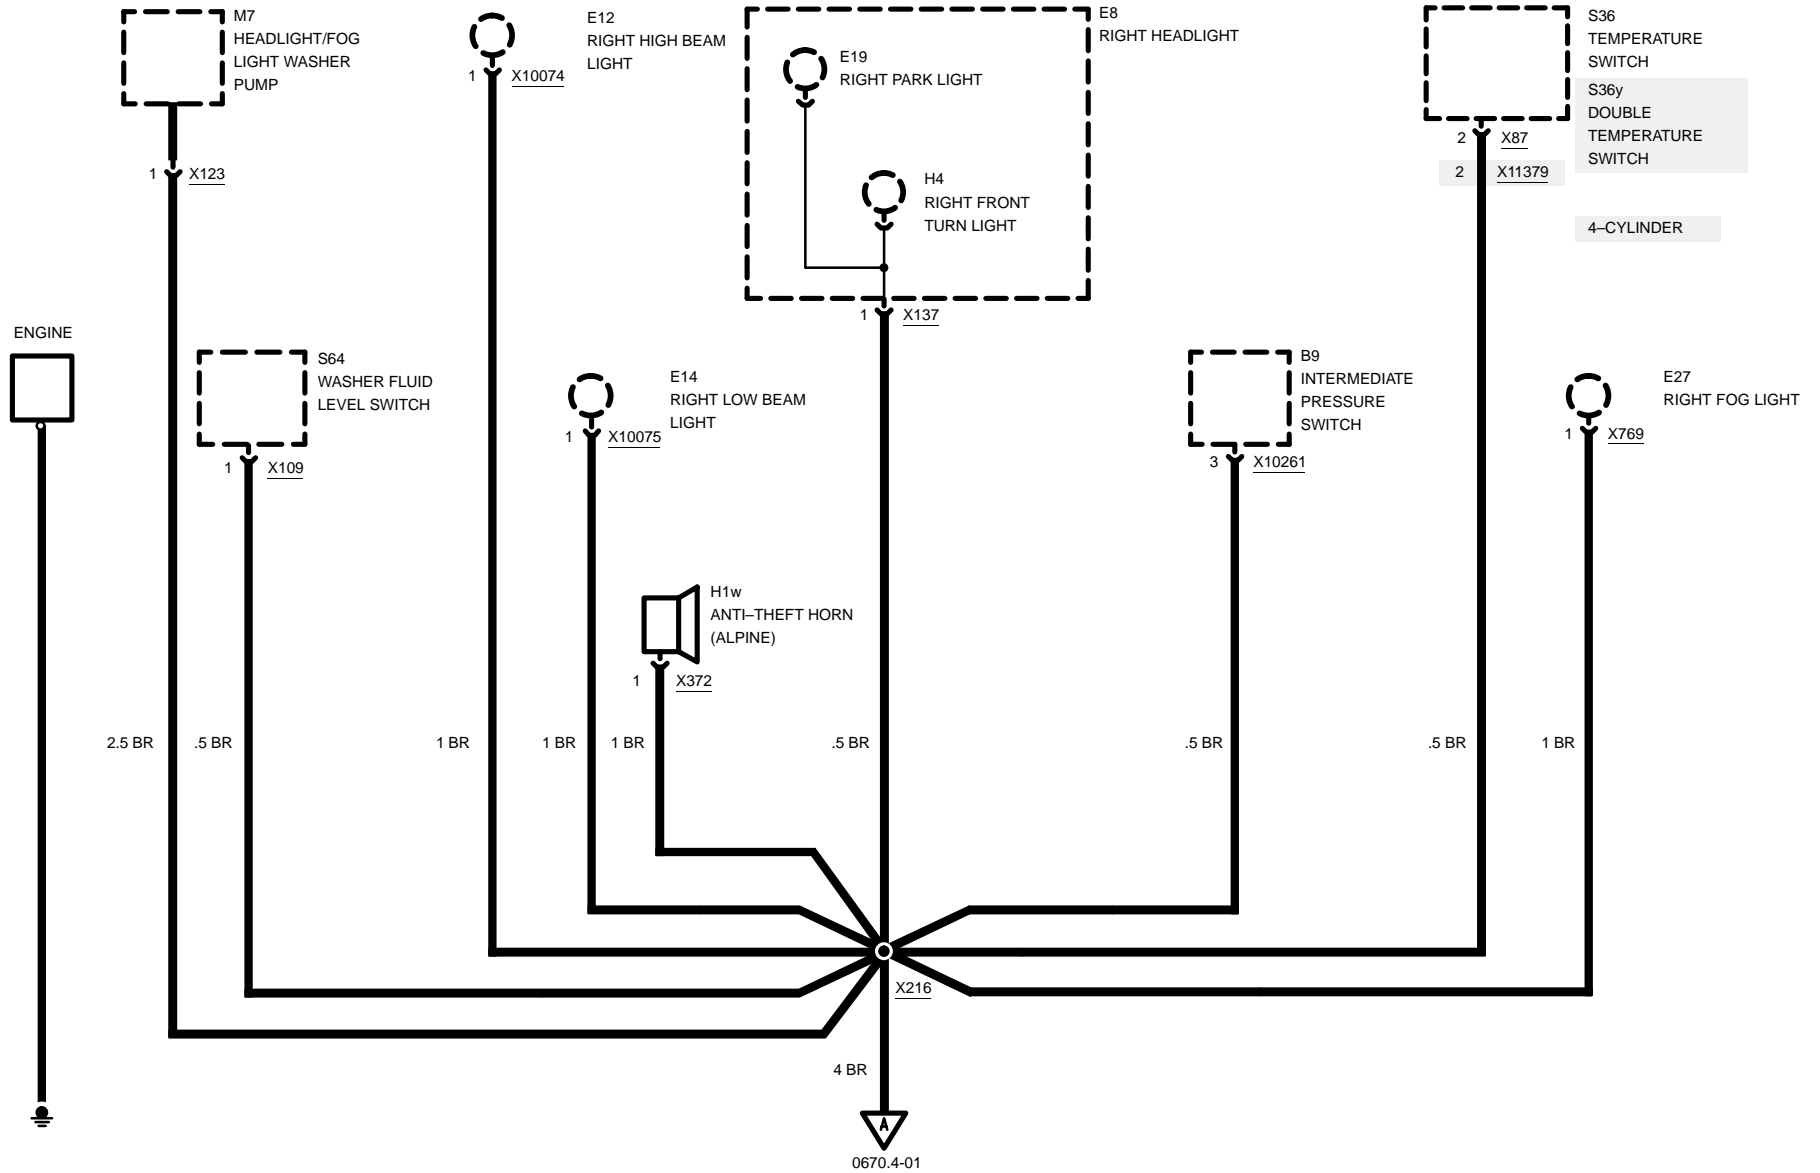 M7
HEADLIGHT/FOG
LIGHT WASHER
PUMP
1
X123
E12
RIGHT HIGH BEAM
LIGHT
1
X10074
E8
RIGHT HEADLIGHT
E19
RIGHT PARK LIGHT
H4
RIGHT FRONT
TURN LIGHT
1
X137
S36
TEMPERATURE
SWITCH
S36y
DOUBLE
TEMPERATURE
SWITCH
2
X87
2
X11379
4–CYLINDER
ENGINE
S64
WASHER FLUID
LEVEL SWITCH
1
X109
E14
RIGHT LOW BEAM
LIGHT
1
X10075
B9
INTERMEDIATE
PRESSURE
SWITCH
3
X10261
E27
RIGHT FOG LIGHT
1
X769
H1w
ANTI–THEFT HORN
(ALPINE)
1
X372
2.5 BR
.5 BR
1 BR
1 BR
1 BR
.5 BR
.5 BR
.5 BR
1 BR
X216
4 BR
A
0670.4-01